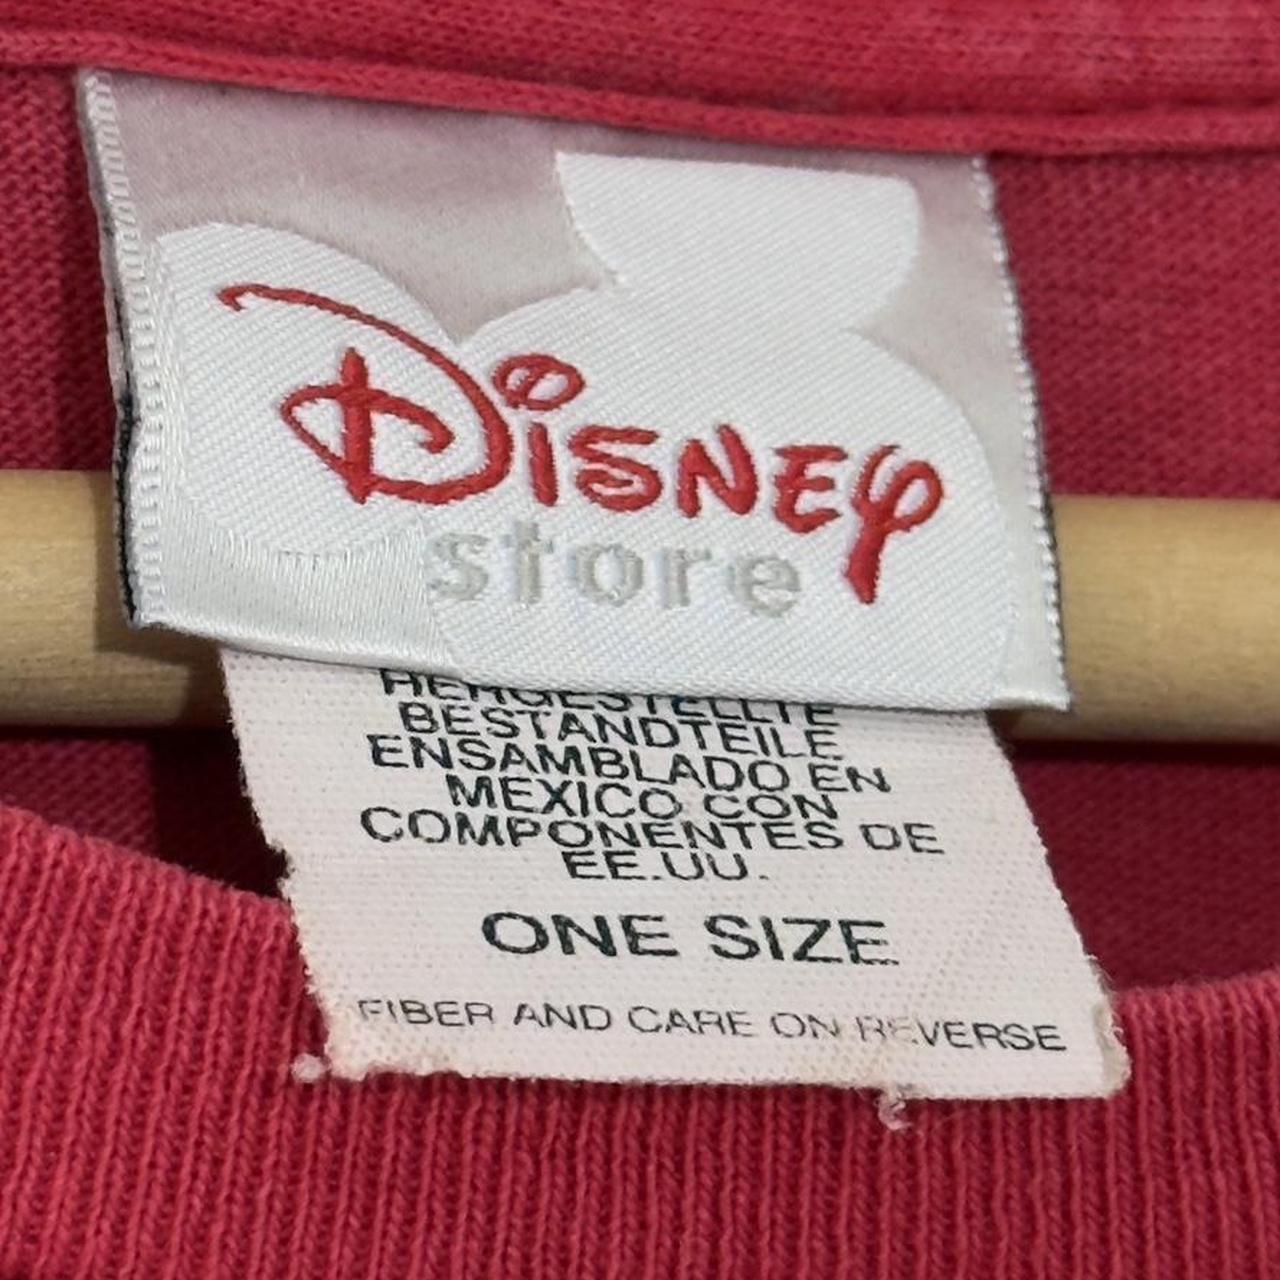 Disney
store
HERGESTELLTE
BESTANDTEILE
ENSAMBLADO EN
MEXICO CON
COMPONENTES DE
EE.UU.
ONE SIZE
FIBER AND CARE ON REVERSE